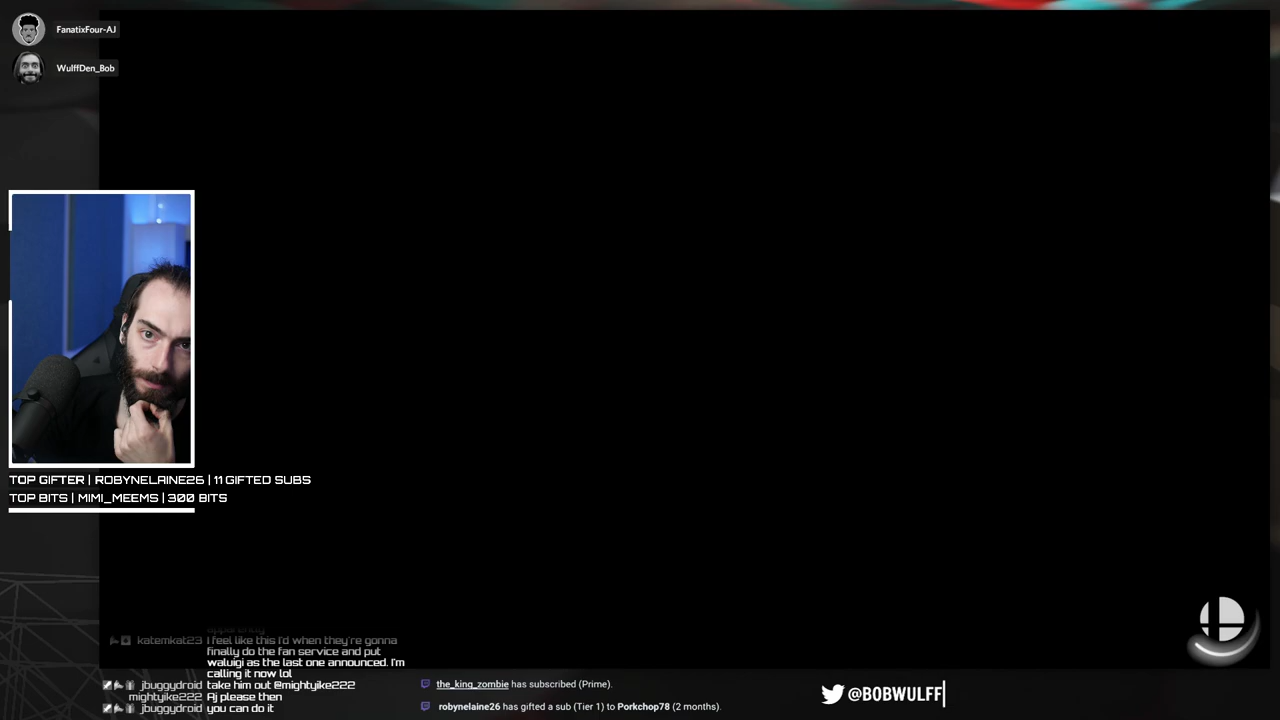 FanatixFour-AJ
WulffDen_Bob
TOP GIFTER | ROBYNELAINE26 | 11 GIFTED SUBS
TOP BITS | MIMI_MEEMS | 300 BITS
apparently
katemkat23 I feel like this I'd when they're gonna
finally do the fan service and put
waluigi as the last one announced. I'm
calling it now lol
jbuggydroid take him out @mightyike222
mightyike222 Aj please then
jbuggydroid you can do it
the_king_zombie has subscribed (Prime).
robynelaine26 has gifted a sub (Tier 1) to Porkchop78 (2 months).
@BOBWULFF